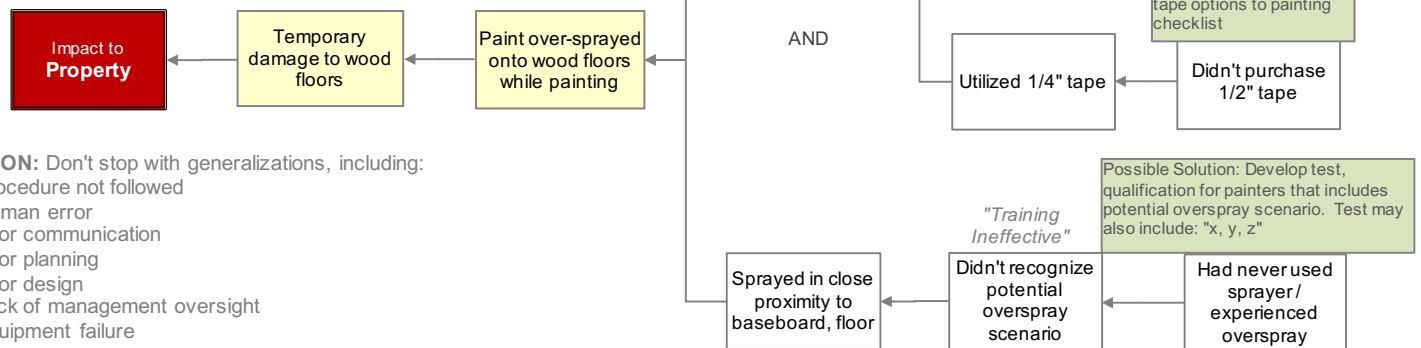 tape options to painting
checklist
Impact to
Property
Temporary
damage to wood
floors
Paint over-sprayed
onto wood floors
while painting
AND
Utilized 1/4" tape
Didn't purchase
1/2" tape
ON: Don't stop with generalizations, including:
ocedure not followed
man error
or communication
or planning
or design
ck of management oversight
uipment failure
Possible Solution: Develop test,
qualification for painters that includes
potential overspray scenario. Test may
also include: "x, y, z"
"Training
Ineffective"
Sprayed in close
proximity to
baseboard, floor
Didn't recognize
potential
overspray
scenario
Had never used
sprayer /
experienced
overspray